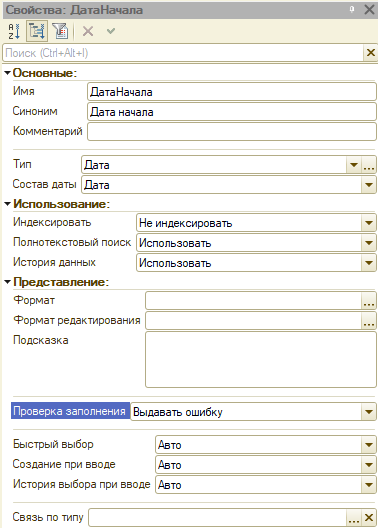 Свойства: ДатаНачала
Поиск (Ctrl+Alt+I)
Основные:
Имя ДатаНачала
Синоним Дата начала
Комментарий
Тип Дата
Состав даты Дата
Использование:
Индексировать Не индексировать
Полнотекстовый поиск Использовать
История данных Использовать
Представление:
Формат
Формат редактирования
Подсказка
Проверка заполнения Выдавать ошибку
Быстрый выбор Авто
Создание при вводе Авто
История выбора при вводе Авто
Связь по типу